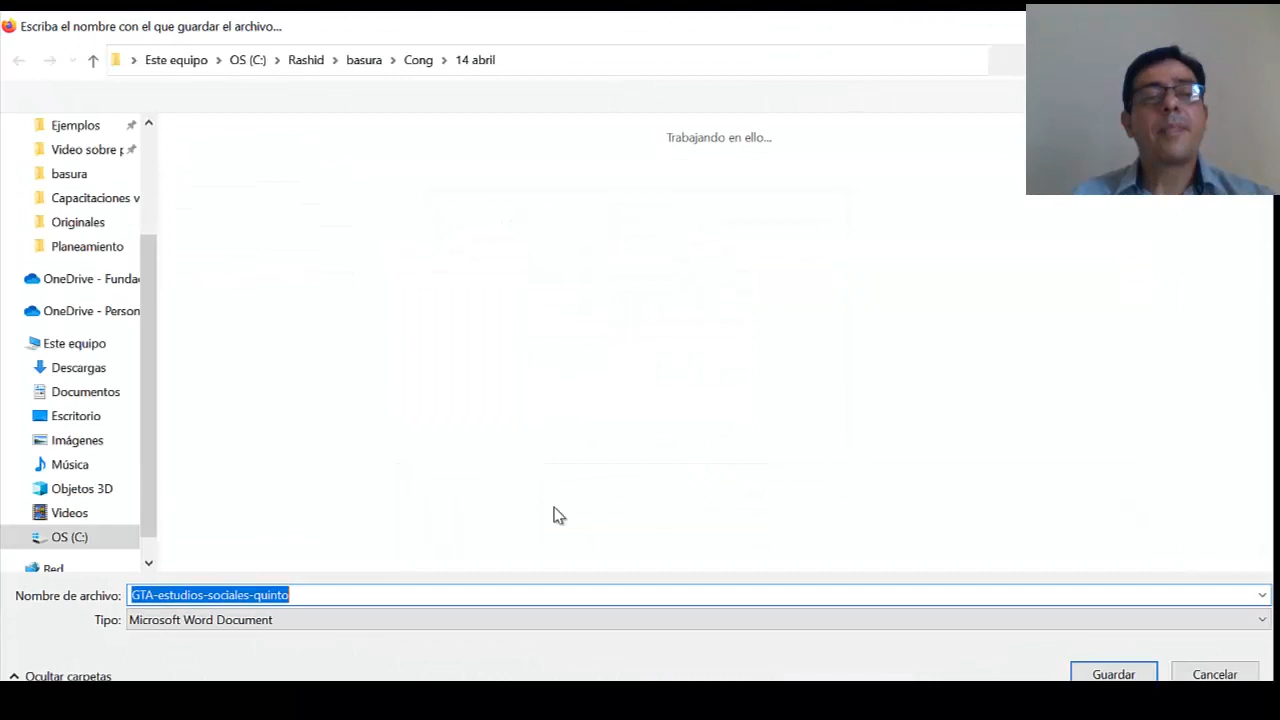 Escriba el nombre con el que guardar el archivo...
Este equipo > OS (C:) > Rashid > basura > Cong > 14 abril
Trabajando en ello...
Ejemplos
Video sobre p
basura
Capacitaciones v
Originales
Planeamiento
OneDrive - Funda
OneDrive - Person
Este equipo
Descargas
Documentos
Escritorio
Imágenes
Música
Objetos 3D
Videos
OS (C:)
Red
Nombre de archivo: GTA-estudios-sociales-quinto
Tipo: Microsoft Word Document
Ocultar carpetas
Guardar
Cancelar